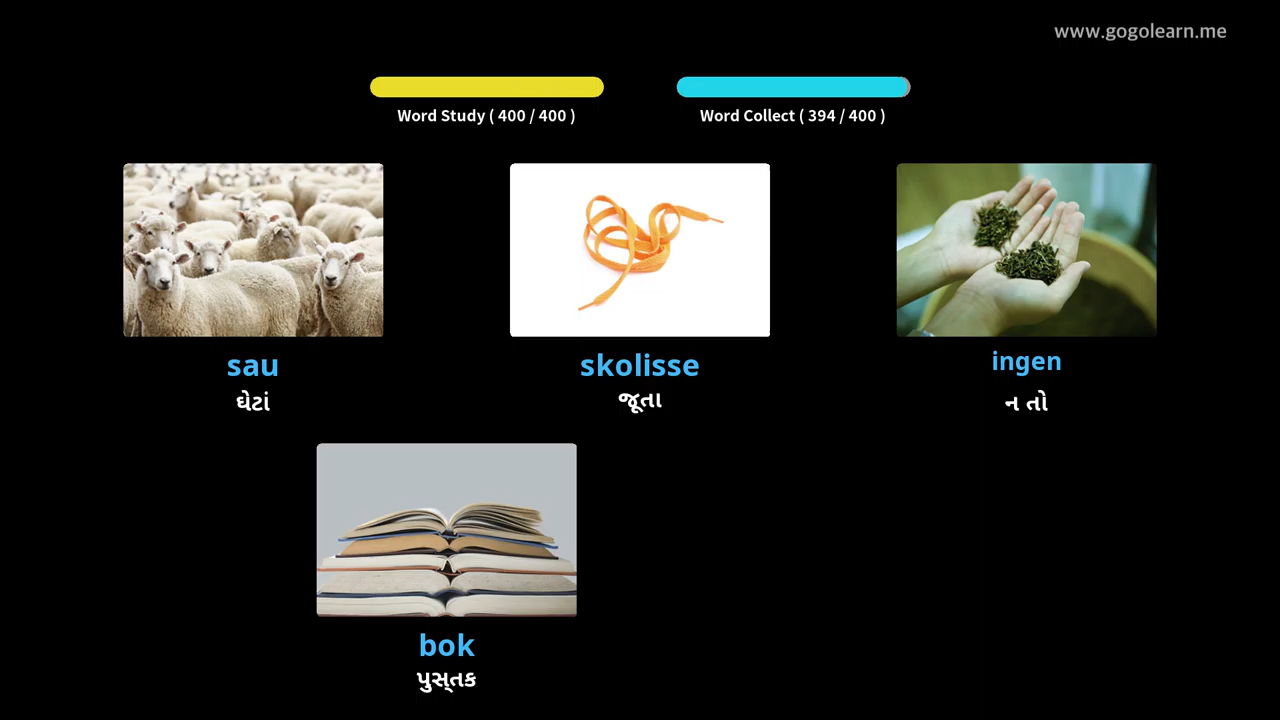 www.gogolearn.me
Word Study ( 400 / 400 )
Word Collect ( 394 / 400 )
sau
ઘેટાં
skolisse
જૂતા
ingen
ન તો
bok
પુસ્તક